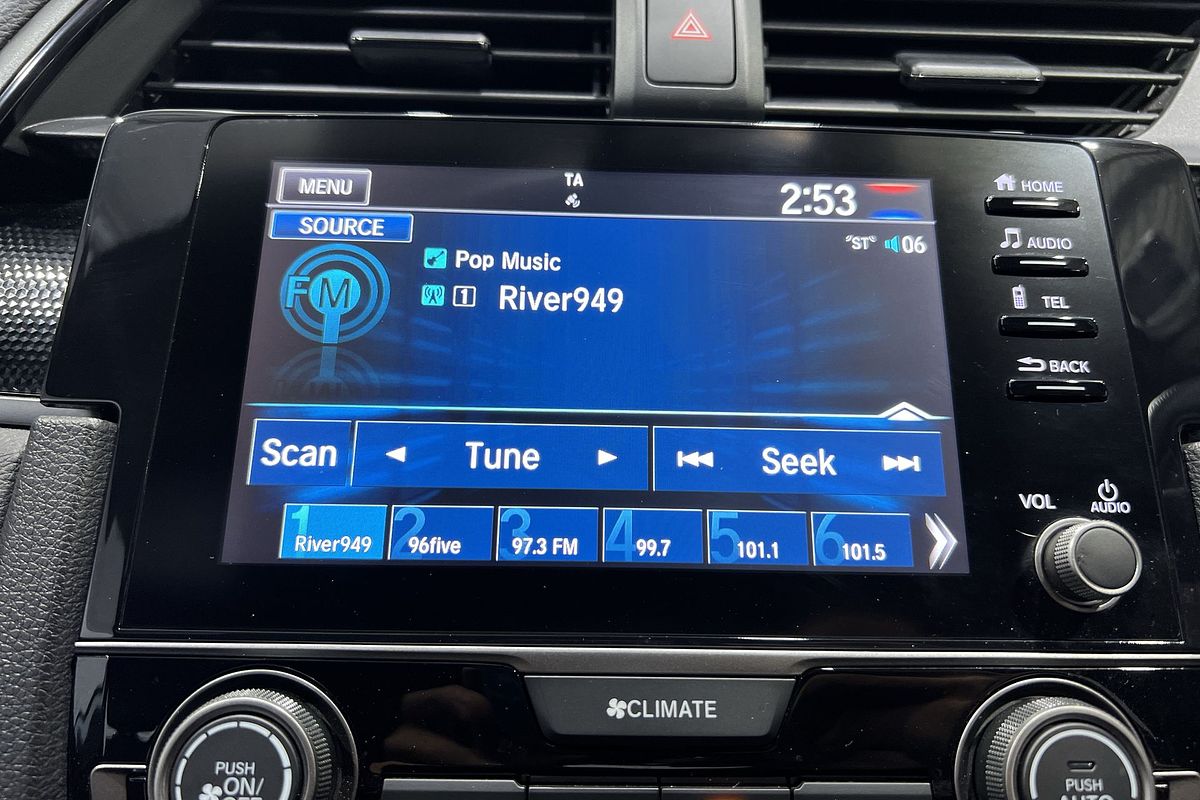 MENU
TA
2:53
HOME
SOURCE
"ST"
06
AUDIO
FM
Pop Music
1 River949
TEL
BACK
Scan
Tune
Seek
VOL
AUDIO
1 River949
2 96five
3 97.3 FM
4 99.7
5 101.1
6 101.5
CLIMATE
PUSH
ON/
OFF
PUSH
AUTO